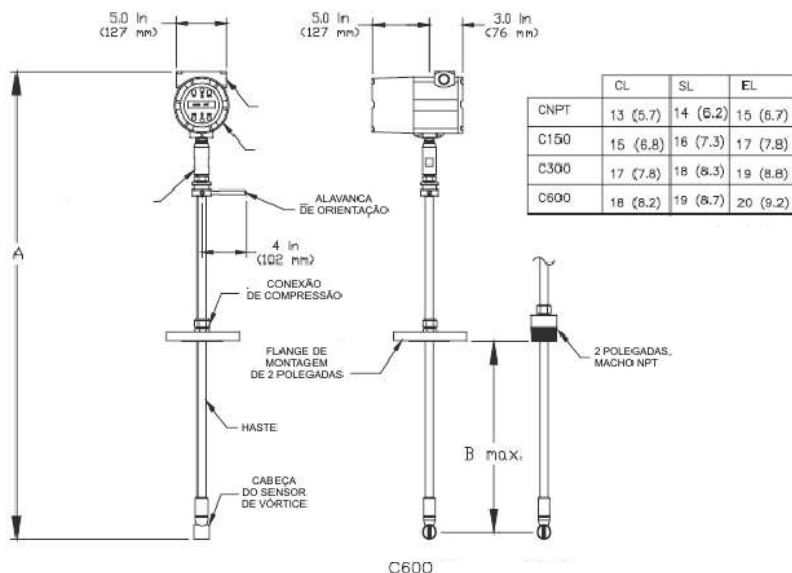 5.0 in
(127 mm)
5.0 in
(127 mm)
3.0 in
(76 mm)
CL SL EL
CNPT 13 (5.7) 14 (6.2) 15 (6.7)
C150 15 (6.8) 16 (7.3) 17 (7.8)
C300 17 (7.8) 18 (8.3) 19 (8.8)
C600 18 (8.2) 19 (8.7) 20 (9.2)
ALAVANCA
DE ORIENTAÇÃO
A
4 in
(102 mm)
CONEXÃO
DE COMPRESSÃO
FLANGE DE
MONTAGEM
DE 2 POLEGADAS
2 POLEGADAS,
MACHO NPT
HASTE
B max.
CABEÇA
DO SENSOR
DE VÓRTICE
C600